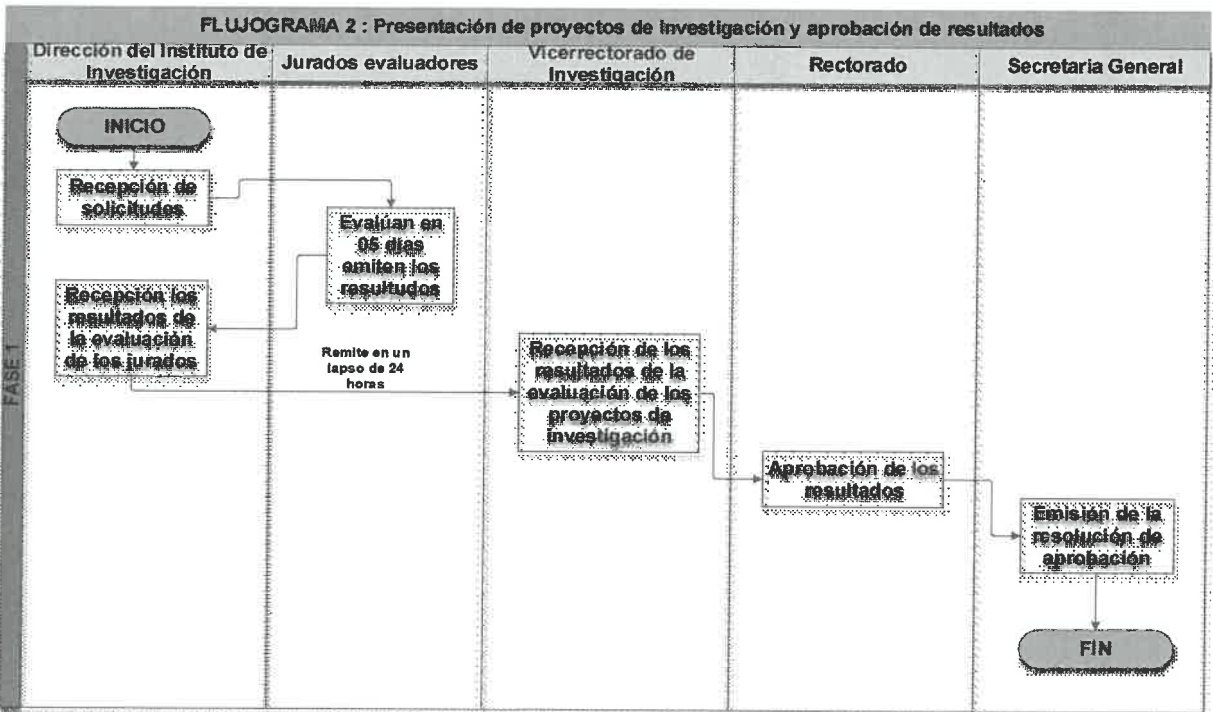 FLUJOGRAMA 2 : Presentación de proyectos de investigación y aprobación de resultados
Dirección del Instituto de
Investigación
Jurados evaluadores
Vicerrectorado de
Investigación
Rectorado
Secretaria General
FASE 1
INICIO
Recepción de
solicitudes
Evalúan en
05 días
emiten los
resultudos
Recepción los
resultados de
la evaluación
de los jurados
Remite en un
lapso de 24
horas
Recepción de los
resultados de la
evaluación de los
proyectos de
investigación
Aprobación de los
resultados
Emisión de la
resolución de
aprobación
FIN